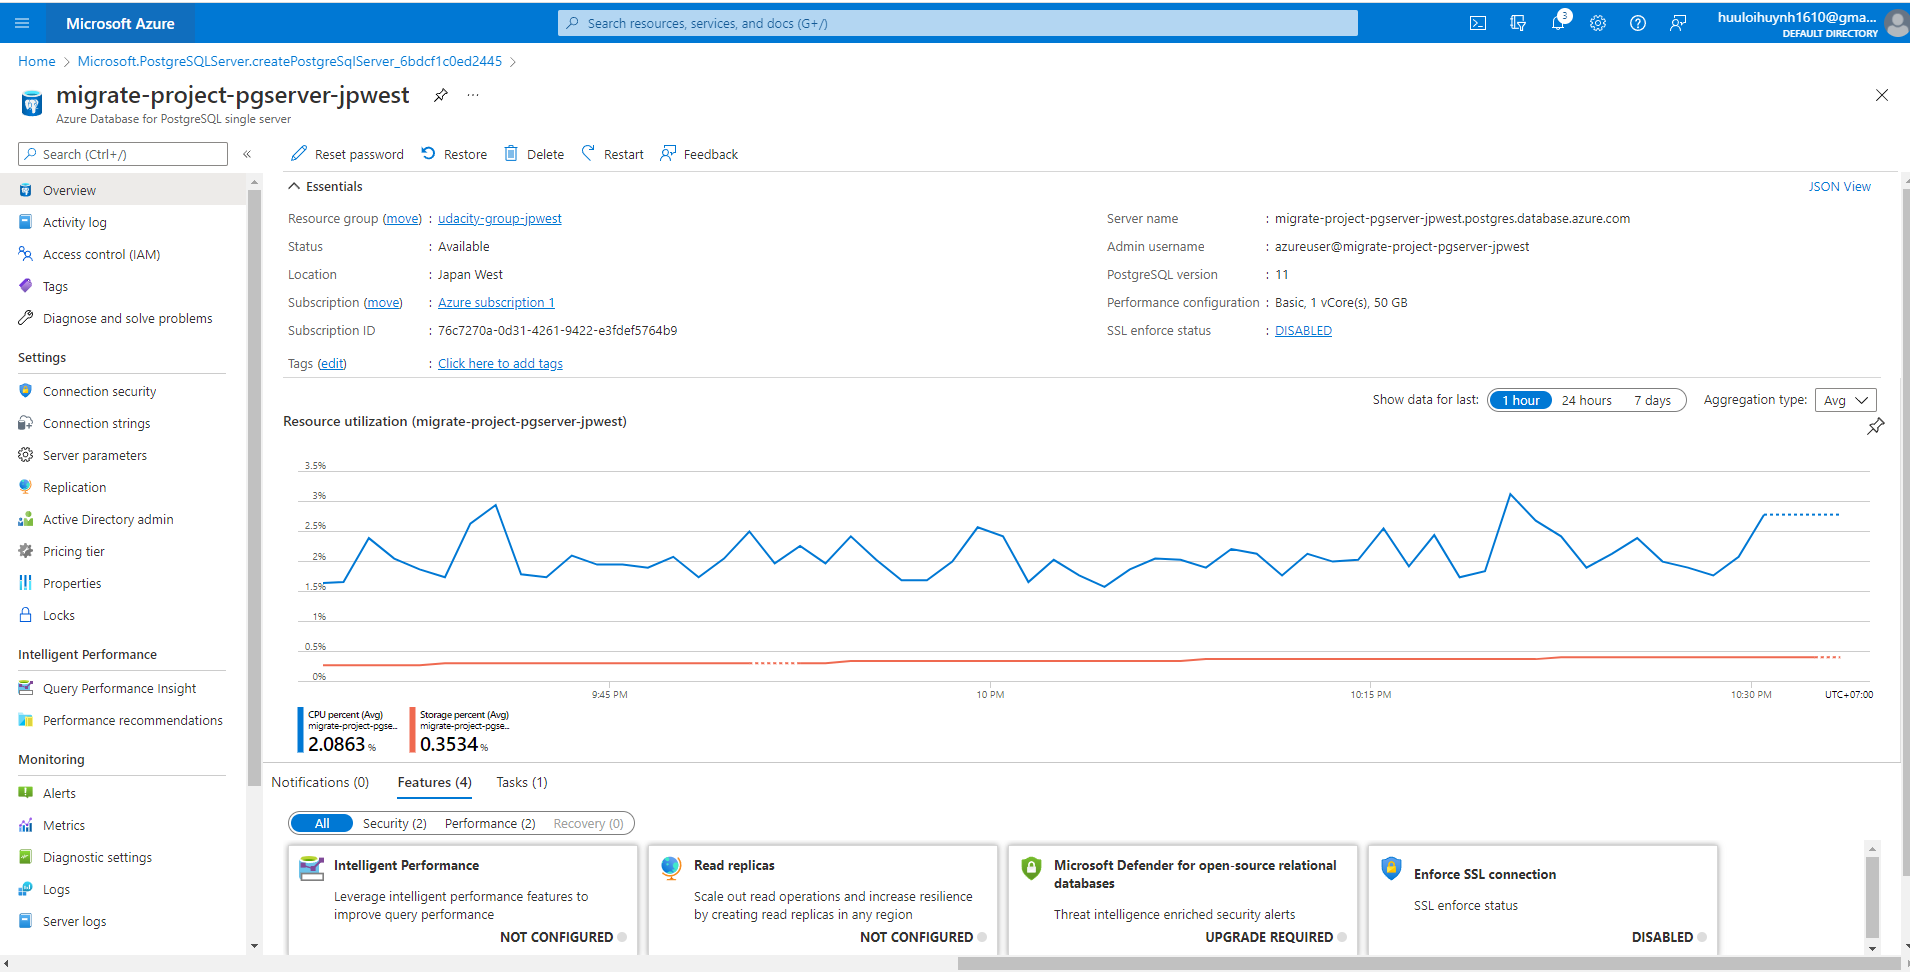 Microsoft Azure
Search resources, services, and docs (G+/)
3
huuloihuynh1610@gma...
DEFAULT DIRECTORY
Home > Microsoft.PostgreSQLServer.createPostgreSqlServer_6bdcf1c0ed2445 >
migrate-project-pgserver-jpwest ...
Azure Database for PostgreSQL single server
Search (Ctrl+/) «
Reset password Restore Delete Restart Feedback
Overview
Activity log
Access control (IAM)
Tags
Diagnose and solve problems
Settings
Connection security
Connection strings
Server parameters
Replication
Active Directory admin
Pricing tier
Properties
Locks
Intelligent Performance
Query Performance Insight
Performance recommendations
Monitoring
Alerts
Metrics
Diagnostic settings
Logs
Server logs
Essentials
JSON View
Resource group (move) : udacity-group-jpwest
Status : Available
Location : Japan West
Subscription (move) : Azure subscription 1
Subscription ID : 76c7270a-0d31-4261-9422-e3fdef5764b9
Tags (edit) : Click here to add tags
Server name : migrate-project-pgserver-jpwest.postgres.database.azure.com
Admin username : azureuser@migrate-project-pgserver-jpwest
PostgreSQL version : 11
Performance configuration : Basic, 1 vCore(s), 50 GB
SSL enforce status : DISABLED
Show data for last: 1 hour 24 hours 7 days Aggregation type: Avg
Resource utilization (migrate-project-pgserver-jpwest)
3.5%
3%
2.5%
2%
1.5%
1%
0.5%
0%
9:45 PM 10 PM 10:15 PM 10:30 PM UTC+07:00
CPU percent (Avg)
migrate-project-pgse...
2.0863 %
Storage percent (Avg)
migrate-project-pgse...
0.3534 %
Notifications (0) Features (4) Tasks (1)
All Security (2) Performance (2) Recovery (0)
Intelligent Performance
Leverage intelligent performance features to
improve query performance
NOT CONFIGURED
Read replicas
Scale out read operations and increase resilience
by creating read replicas in any region
NOT CONFIGURED
Microsoft Defender for open-source relational
databases
Threat intelligence enriched security alerts
UPGRADE REQUIRED
Enforce SSL connection
SSL enforce status
DISABLED